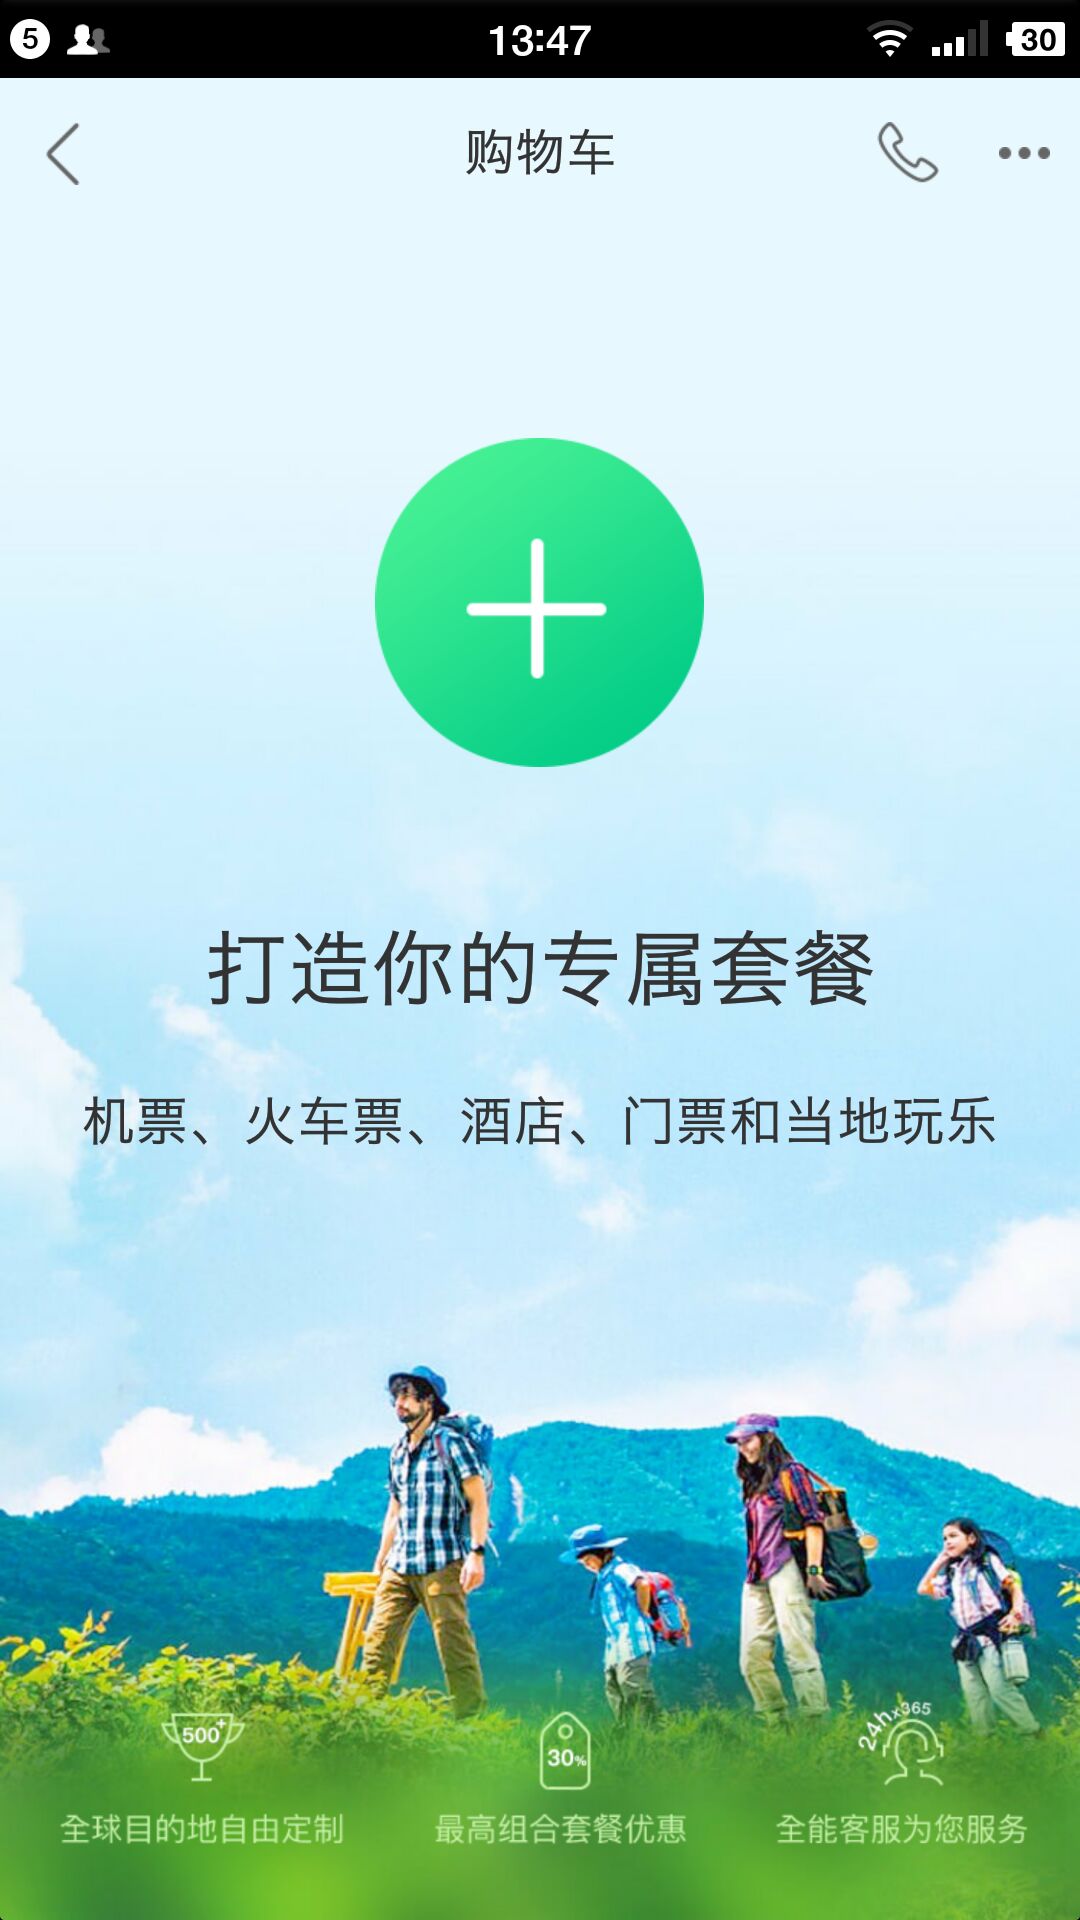 5
13:47
30
购物车
打造你的专属套餐
机票、火车票、酒店、门票和当地玩乐
500+
30%
24h×365
全球目的地自由定制
最高组合套餐优惠
全能客服为您服务